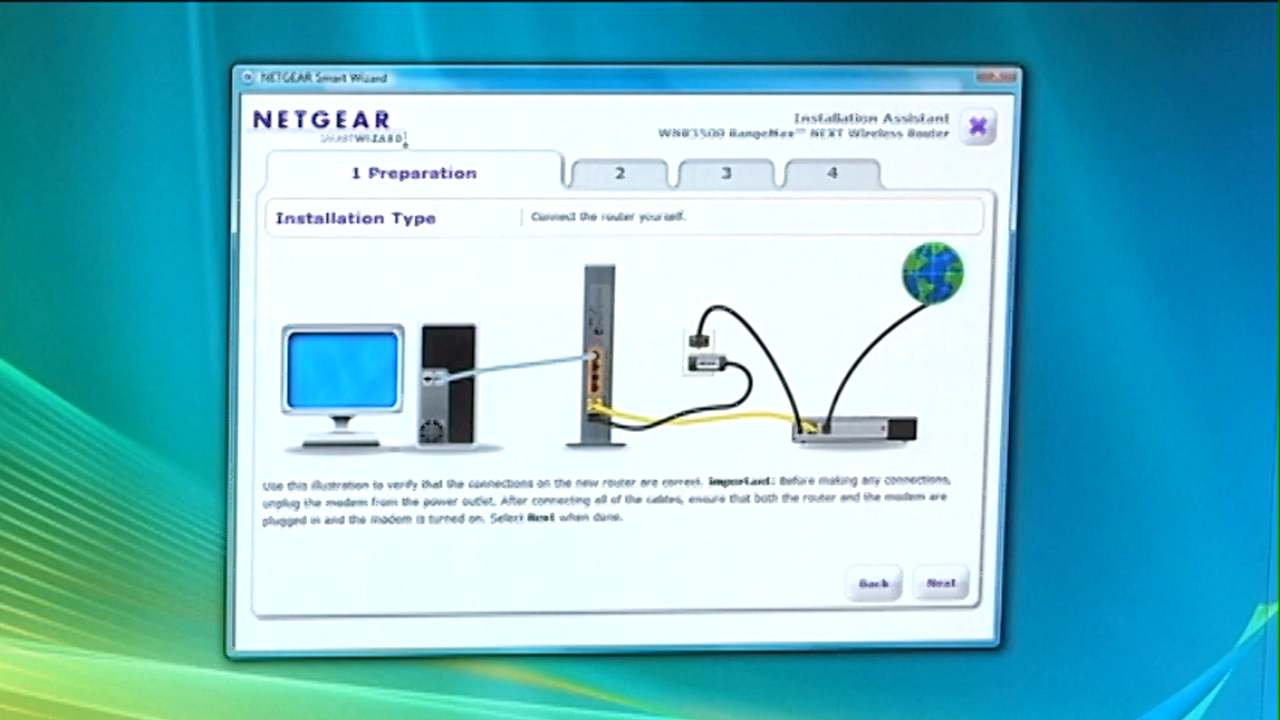 NETGEAR Smart Wizard
NETGEAR
SMARTWIZARD
Installation Assistant
RangeMax™ NEXT Wireless Router
1 Preparation
2
3
4
Installation Type
Connect the router yourself.
Use this illustration to verify that the connections on the new router are correct. Important: Before making any connections,
unplug the modem from the power outlet. After connecting all of the cables, ensure that both the router and the modem are
plugged in and the modem is turned on. Select Next when done.
Back
Next